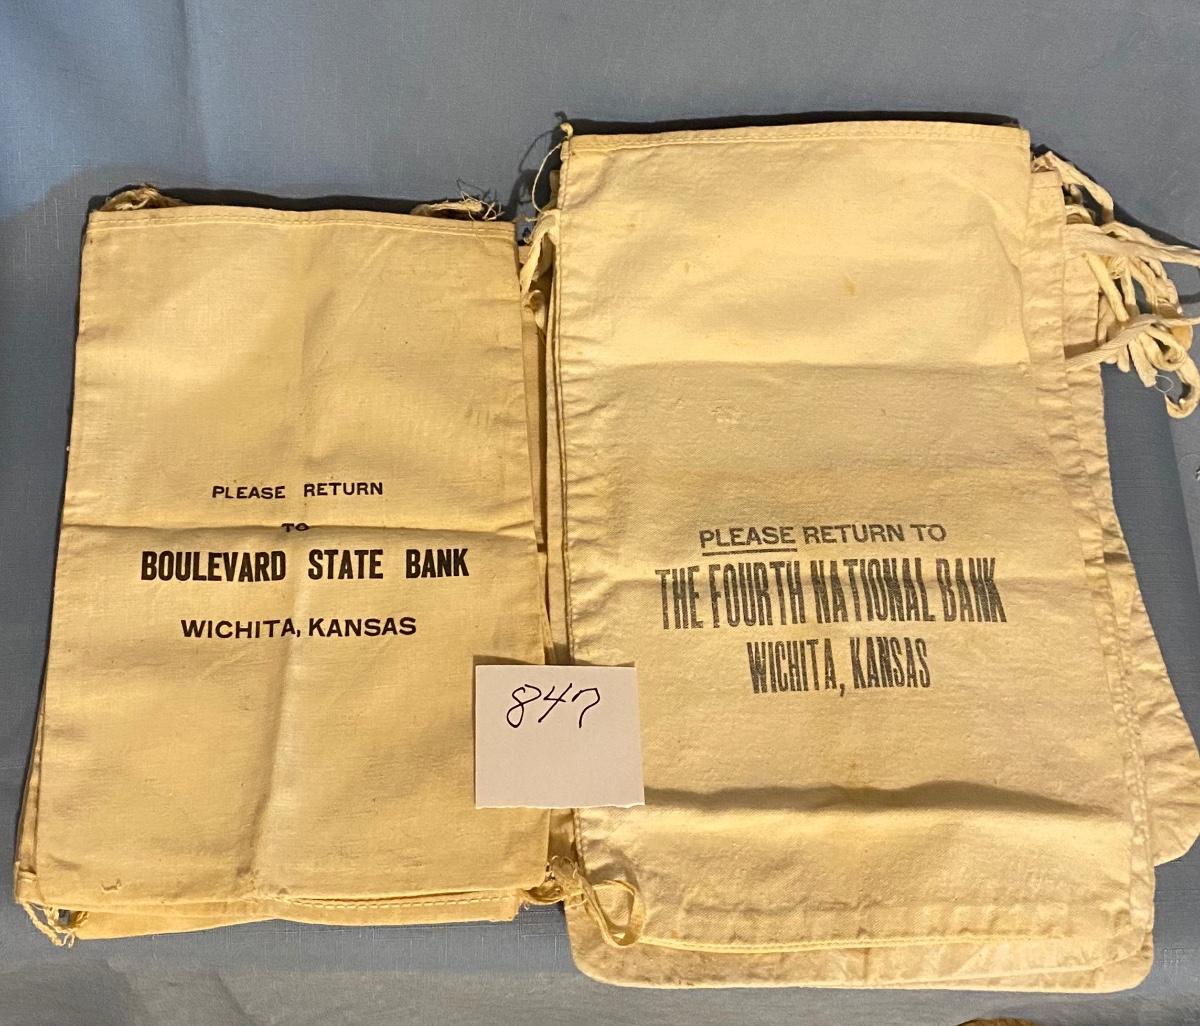 PLEASE RETURN
TO
BOULEVARD STATE BANK
WICHITA, KANSAS
PLEASE RETURN TO
THE FOURTH NATIONAL BANK
WICHITA, KANSAS
847